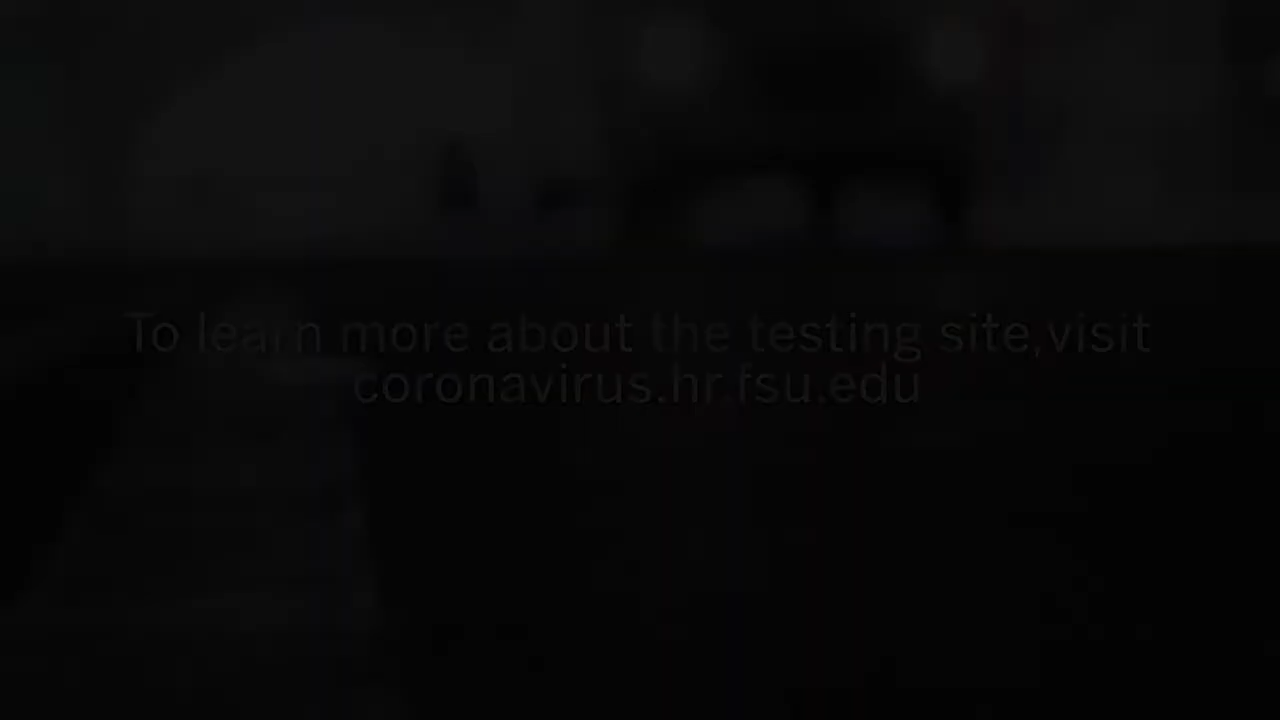 To learn more about the testing site, visit
coronavirus.hr.fsu.edu